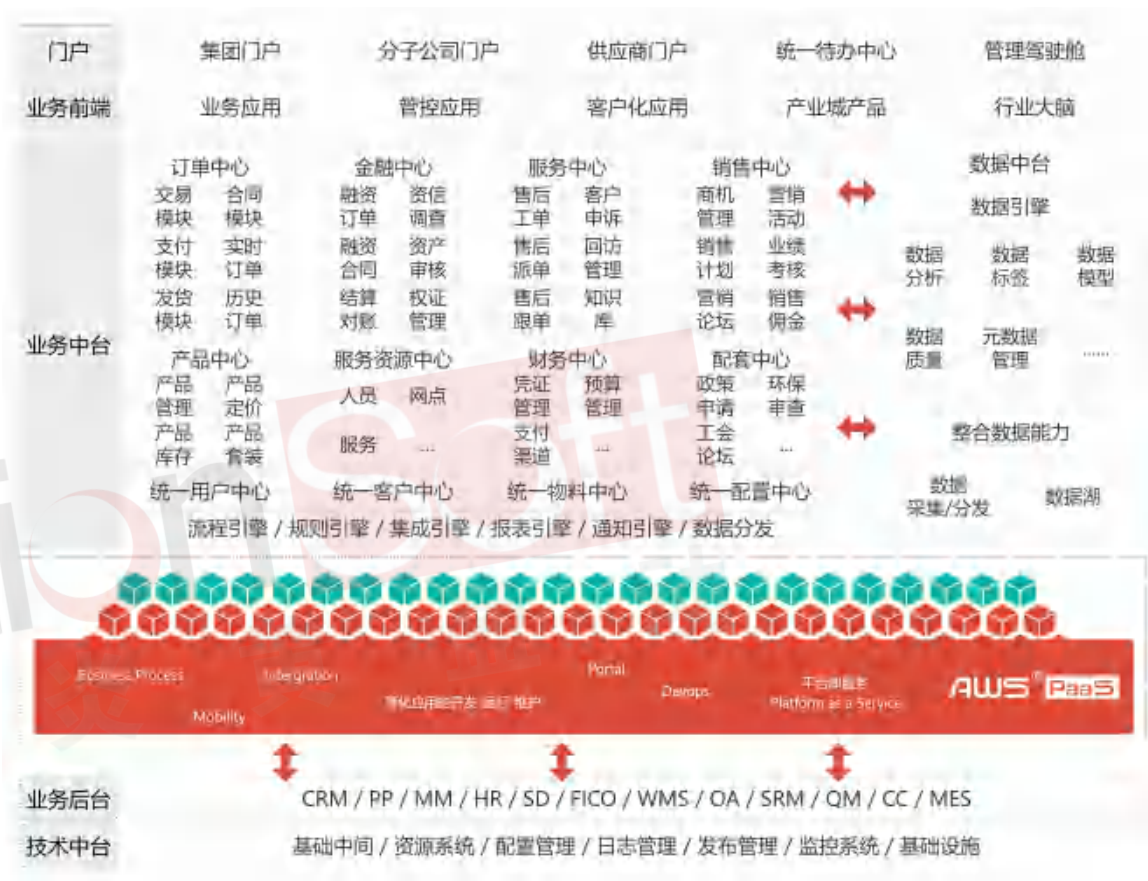 门户 集团门户 分子公司门户 供应商门户 统一待办中心 管理驾驶舱
业务前端 业务应用 管控应用 客户化应用 产业域产品 行业大脑
业务中台
订单中心
交易模块 合同模块
支付模块 实时订单
发货模块 历史订单
金融中心
融资订单 资信调查
融资合同 资产审核
结算对账 权证管理
服务中心
售后工单 客户申诉
售后派单 回访管理
售后跟单 知识库
销售中心
商机管理 营销活动
销售计划 业绩考核
营销论坛 销售佣金
产品中心
产品管理 产品定价
产品库存 产品套装
服务资源中心
人员 网点
服务 ...
财务中心
凭证管理 预算管理
支付渠道 ...
配套中心
政策申请 环保审查
工会论坛 ...
统一用户中心 统一客户中心 统一物料中心 统一配置中心
流程引擎 / 规则引擎 / 集成引擎 / 报表引擎 / 通知引擎 / 数据分发
数据中台
数据引擎
数据分析 数据标签 数据模型
数据质量 元数据管理 ......
整合数据能力
数据采集/分发 数据湖
ionSoft
Business Process
Intergration
Portal
Mobility
Devops
平台即服务
Platform as a Service
AWS® PaaS
业务后台 CRM / PP / MM / HR / SD / FICO / WMS / OA / SRM / QM / CC / MES
技术中台 基础中间 / 资源系统 / 配置管理 / 日志管理 / 发布管理 / 监控系统 / 基础设施